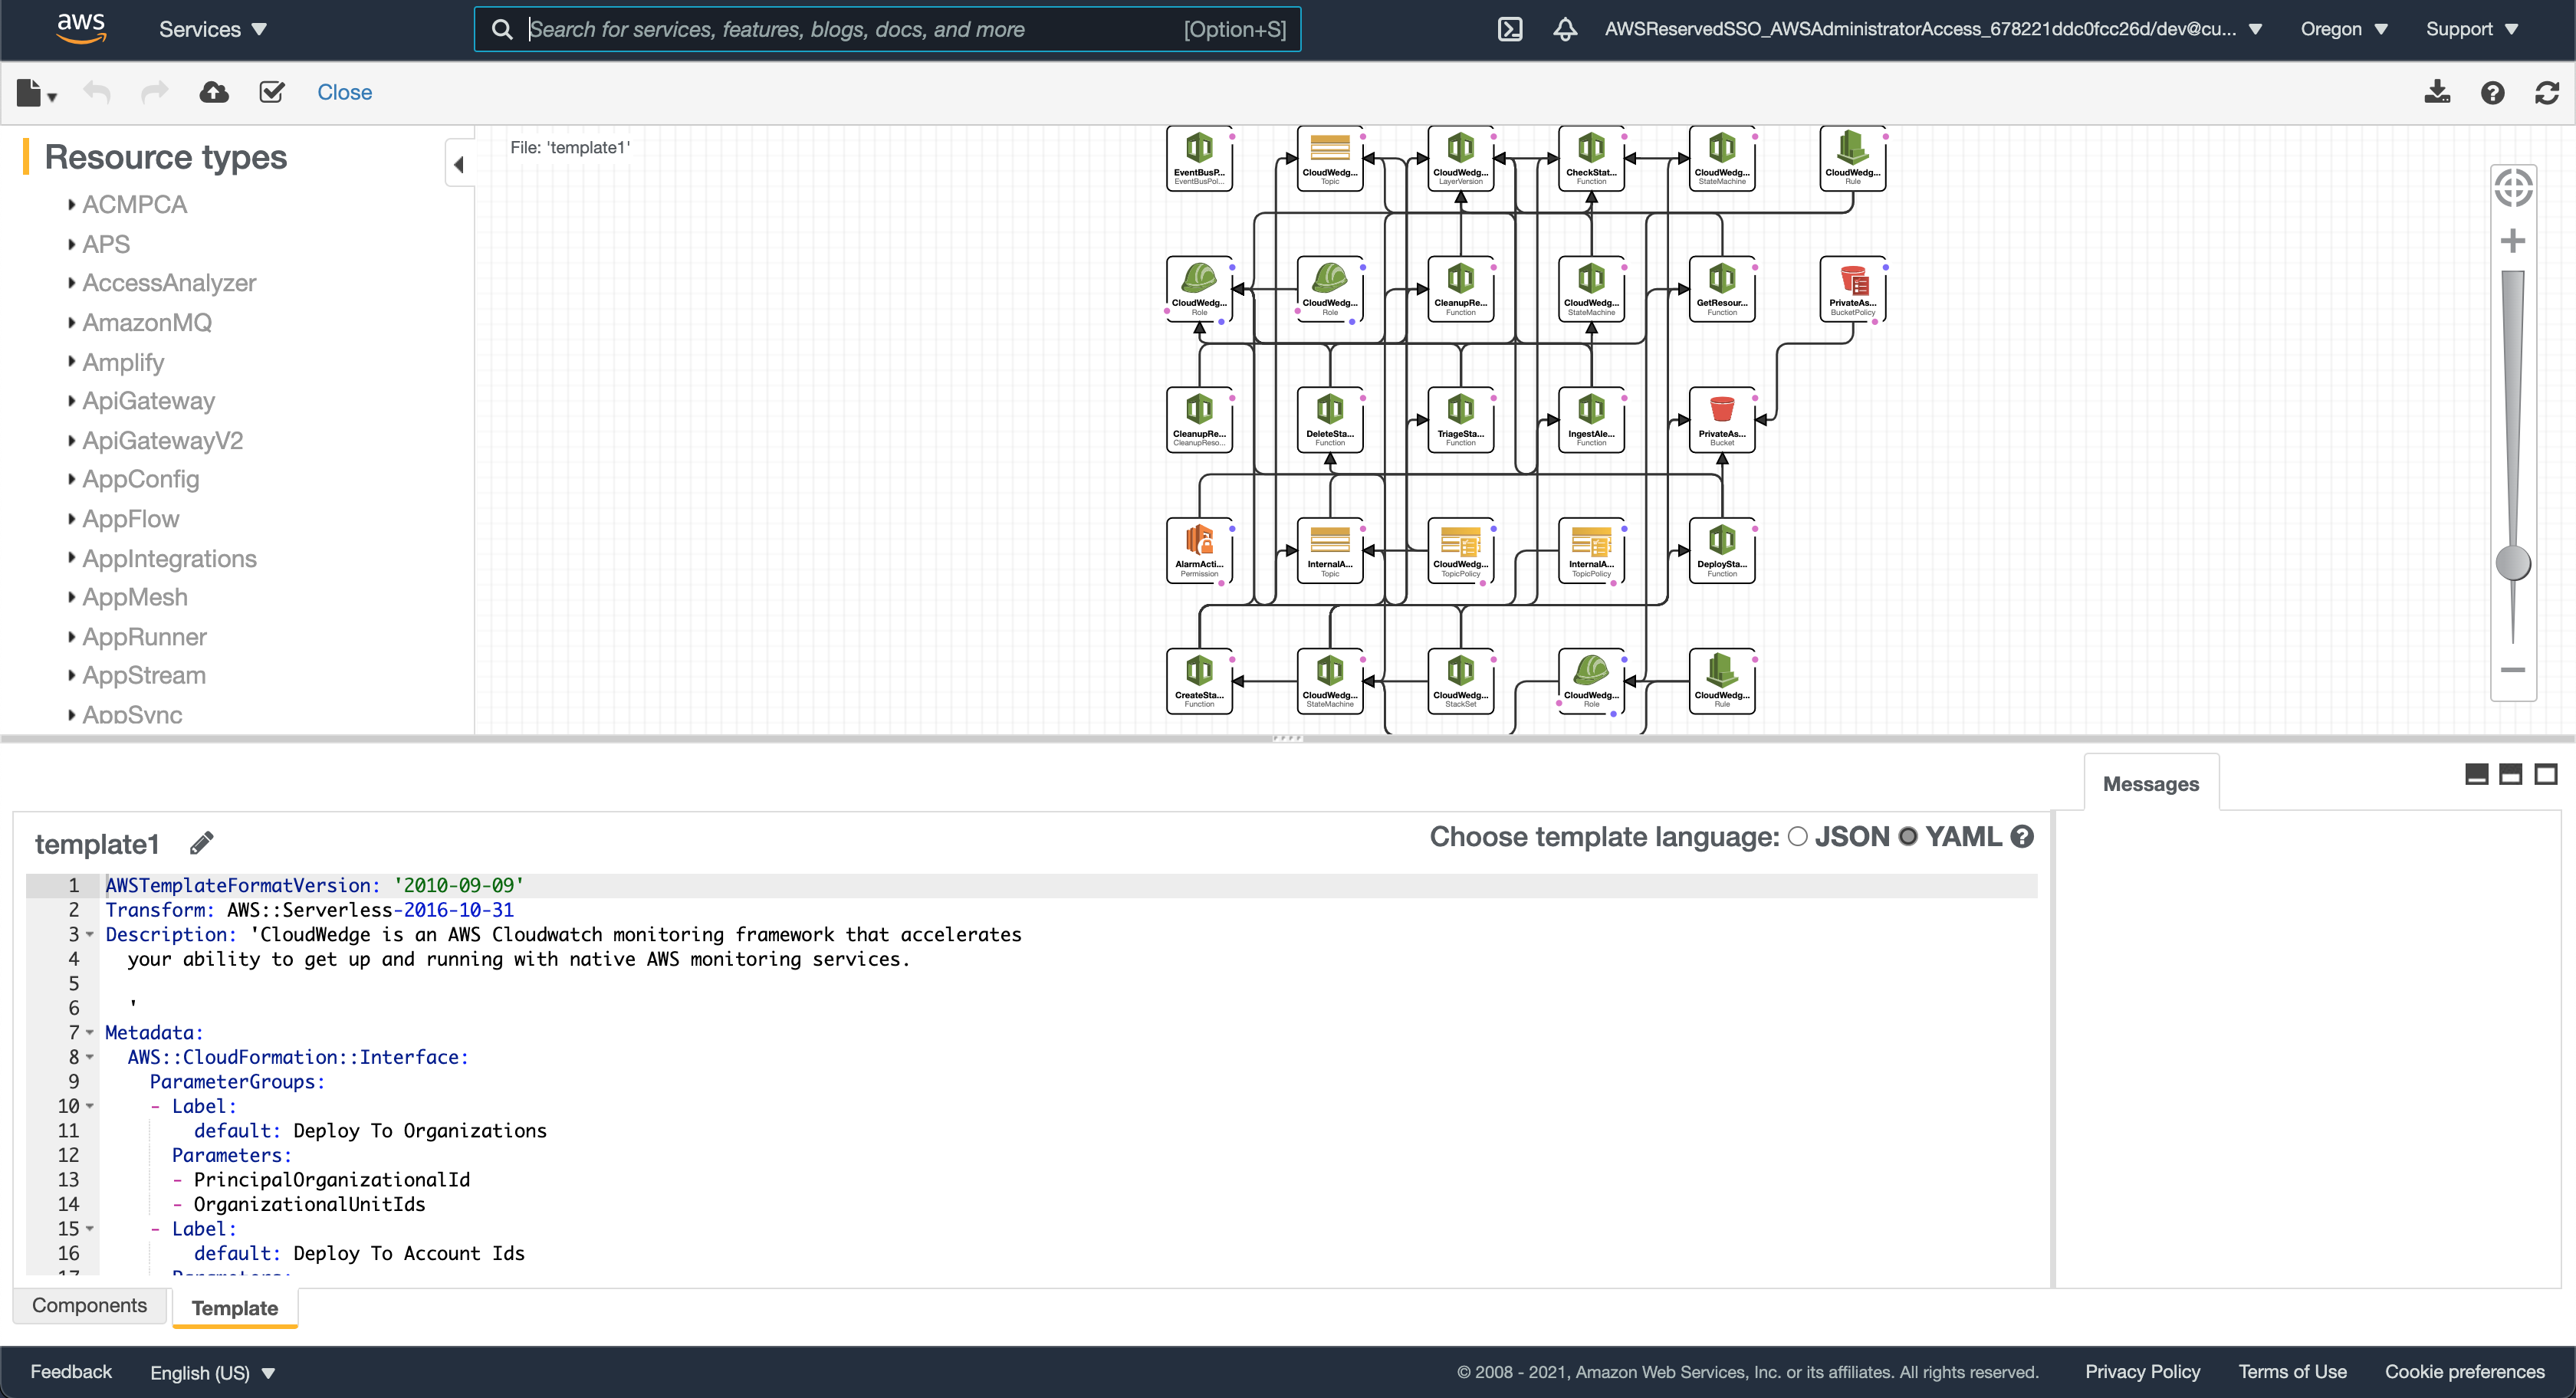 aws Services Search for services, features, blogs, docs, and more [Option+S] AWSReservedSSO_AWSAdministratorAccess_678221ddc0fcc26d/dev@cu... Oregon Support
Close
Resource types
ACMPCA
APS
AccessAnalyzer
AmazonMQ
Amplify
ApiGateway
ApiGatewayV2
AppConfig
AppFlow
AppIntegrations
AppMesh
AppRunner
AppStream
AppSync
File: 'template1'
EventBusP... CloudWedg... CloudWedg... CheckStat... CloudWedg... CloudWedg...
EventBusPol... Topic LayerVersion Function StateMachine Rule
CloudWedg... CloudWedg... CleanupRe... CloudWedg... GetResour... PrivateAs...
Role Role Function StateMachine Function BucketPolicy
CleanupRe... DeleteSta... TriageSta... IngestAle... PrivateAs...
CleanupReso... Function Function Function Bucket
AlarmActi... InternalA... CloudWedg... InternalA... DeploySta...
Permission Topic TopicPolicy TopicPolicy Function
CreateSta... CloudWedg... CloudWedg... CloudWedg... CloudWedg...
Function StateMachine StackSet Role Rule
Messages
template1
Choose template language: JSON YAML
1 AWSTemplateFormatVersion: '2010-09-09'
2 Transform: AWS::Serverless-2016-10-31
3 Description: 'CloudWedge is an AWS Cloudwatch monitoring framework that accelerates
4 your ability to get up and running with native AWS monitoring services.
5
6 '
7 Metadata:
8 AWS::CloudFormation::Interface:
9 ParameterGroups:
10 - Label:
11 default: Deploy To Organizations
12 Parameters:
13 - PrincipalOrganizationalId
14 - OrganizationalUnitIds
15 - Label:
16 default: Deploy To Account Ids
17 Parameters:
Components Template
Feedback English (US) © 2008 - 2021, Amazon Web Services, Inc. or its affiliates. All rights reserved. Privacy Policy Terms of Use Cookie preferences